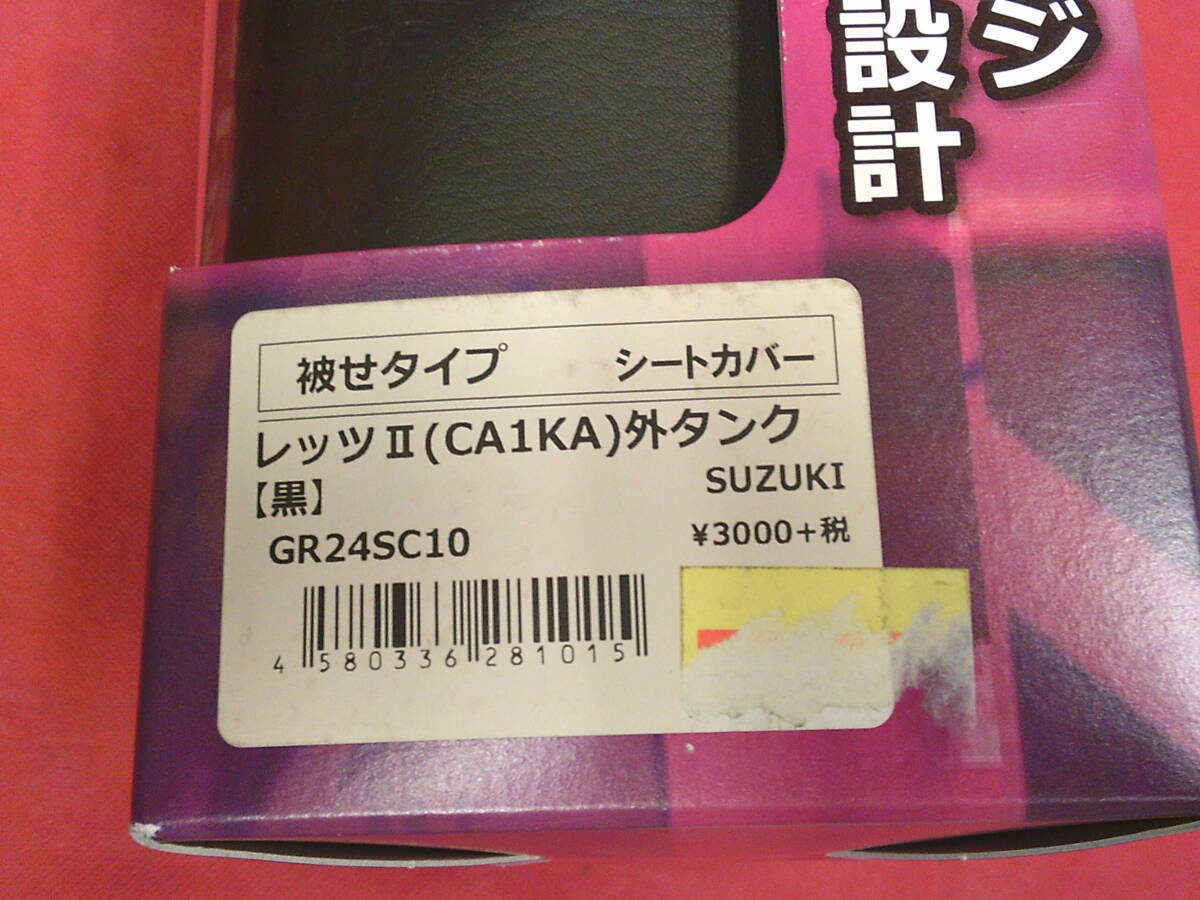 ジ
設計
被せタイプ シートカバー
レッツⅡ(CA1KA)外タンク
【黒】 SUZUKI
GR24SC10 ¥3000+税
4 580336 281015